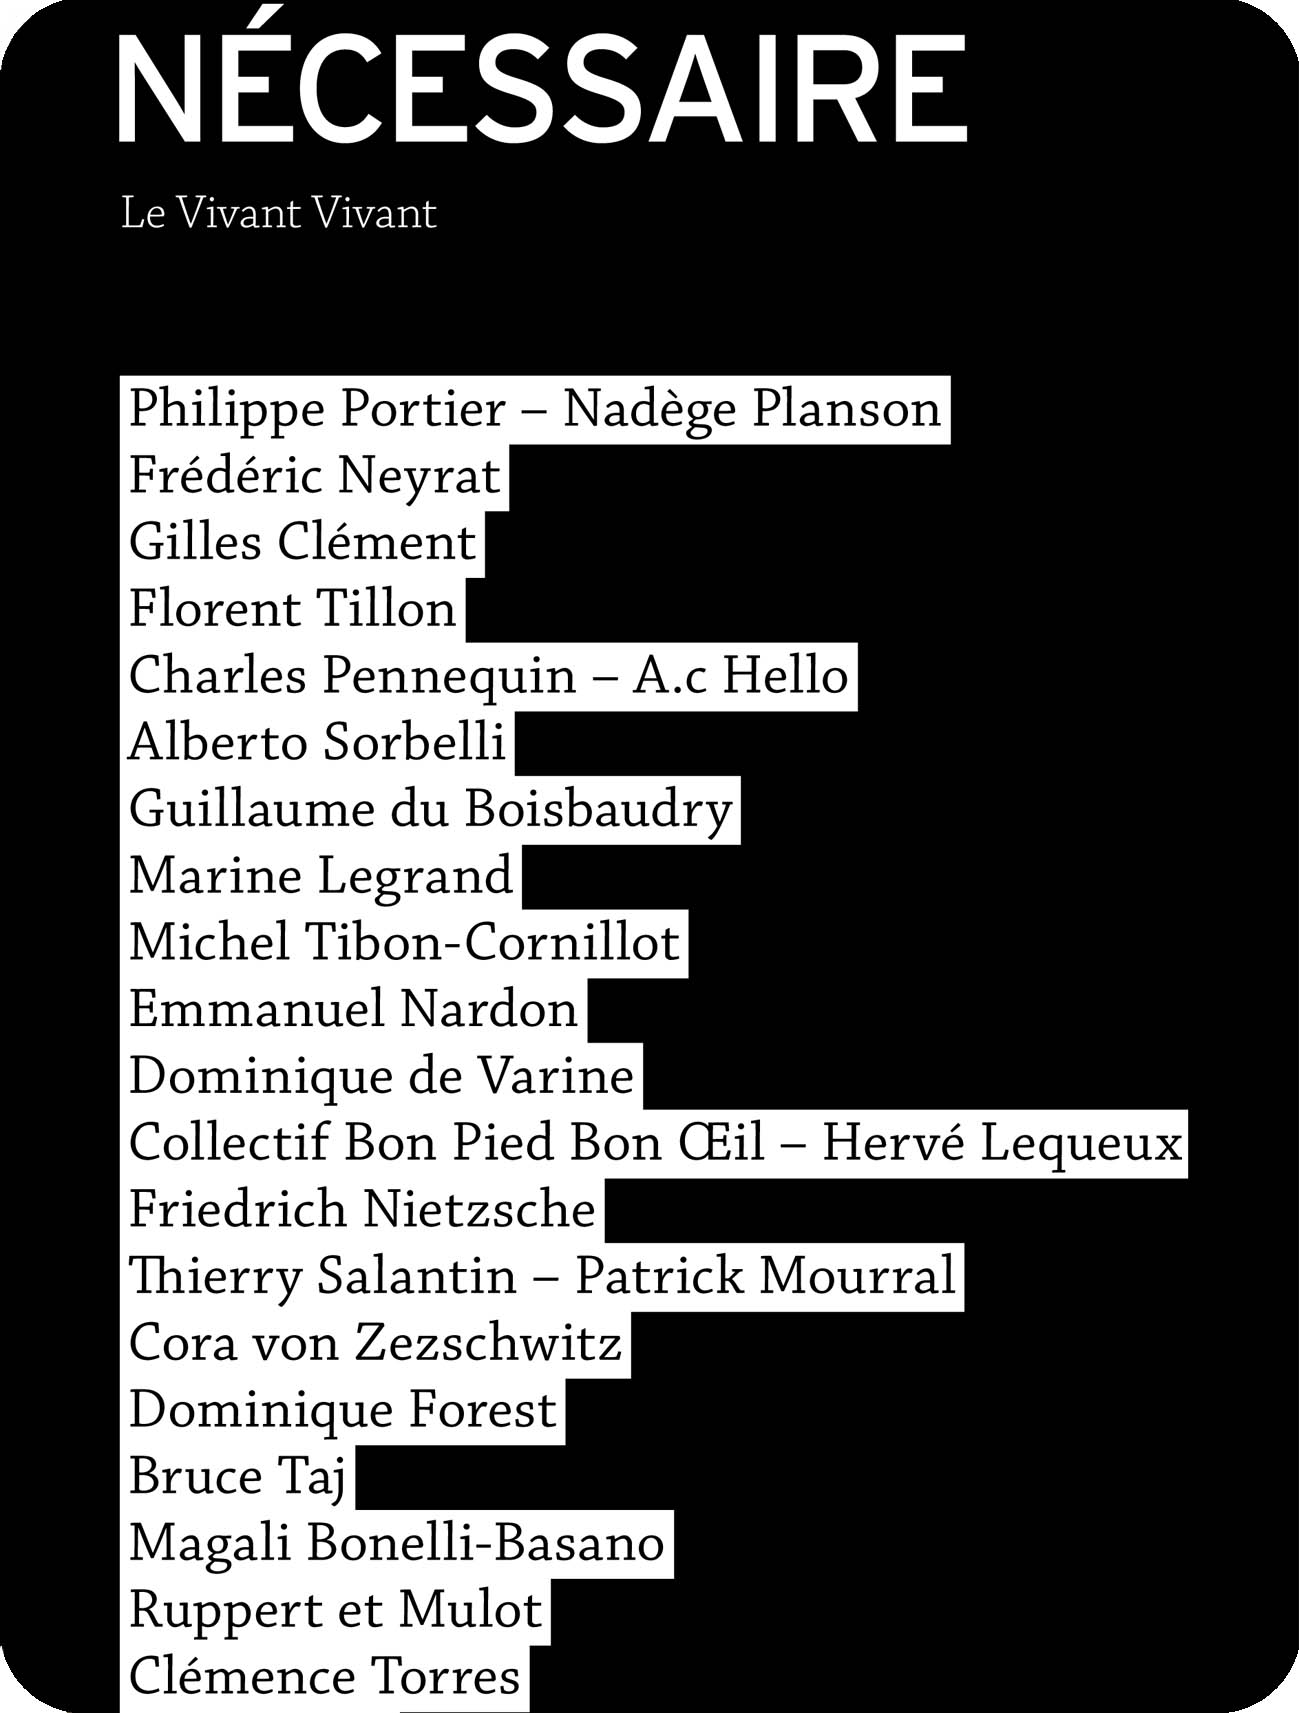 NÉCESSAIRE
Le Vivant Vivant
Philippe Portier – Nadège Planson
Frédéric Neyrat
Gilles Clément
Florent Tillon
Charles Pennequin – A.c Hello
Alberto Sorbelli
Guillaume du Boisbaudry
Marine Legrand
Michel Tibon-Cornillot
Emmanuel Nardon
Dominique de Varine
Collectif Bon Pied Bon Œil – Hervé Lequeux
Friedrich Nietzsche
Thierry Salantin – Patrick Mourral
Cora von Zezschwitz
Dominique Forest
Bruce Taj
Magali Bonelli-Basano
Ruppert et Mulot
Clémence Torres